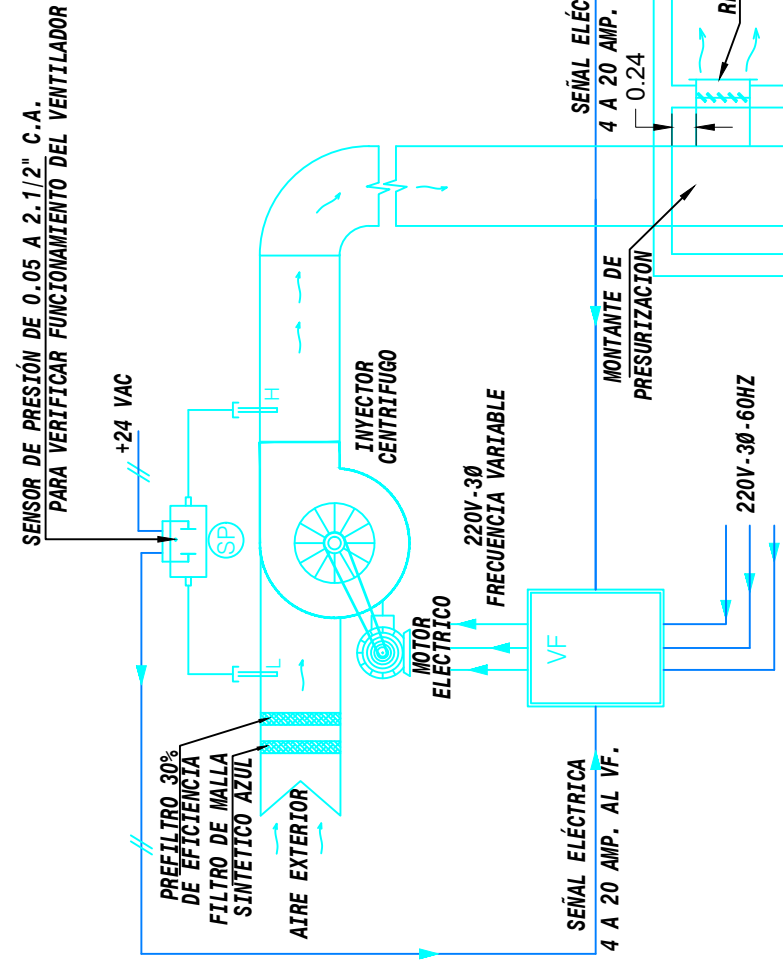 SENSOR DE PRESIÓN DE 0.05 A 2.1/2" C.A.
PARA VERIFICAR FUNCIONAMIENTO DEL VENTILADOR
+24 VAC
SP
H
L
INYECTOR
CENTRIFUGO
PREFILTRO 30%
DE EFICIENCIA
FILTRO DE MALLA
SINTETICO AZUL
AIRE EXTERIOR
MOTOR
ELECTRICO
220V-3Ø
FRECUENCIA VARIABLE
VF
220V-3Ø-60HZ
SEÑAL ELÉCTRICA
4 A 20 AMP. AL VF.
MONTANTE DE
PRESURIZACION
SEÑAL ELÉC
4 A 20 AMP.
0.24